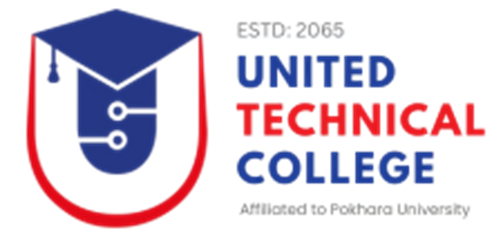 ESTD: 2065
UNITED
TECHNICAL
COLLEGE
Affiliated to Pokhara University